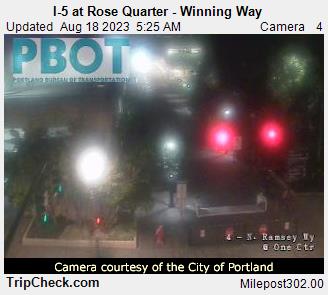 I-5 at Rose Quarter - Winning Way
Updated Aug 18 2023 5:25 AM Camera 4
PBOT
PORTLAND BUREAU OF TRANSPORTATION
4 - N. Ramsey Wy
@ One Ctr
Camera courtesy of the City of Portland
TripCheck.com Milepost302.00